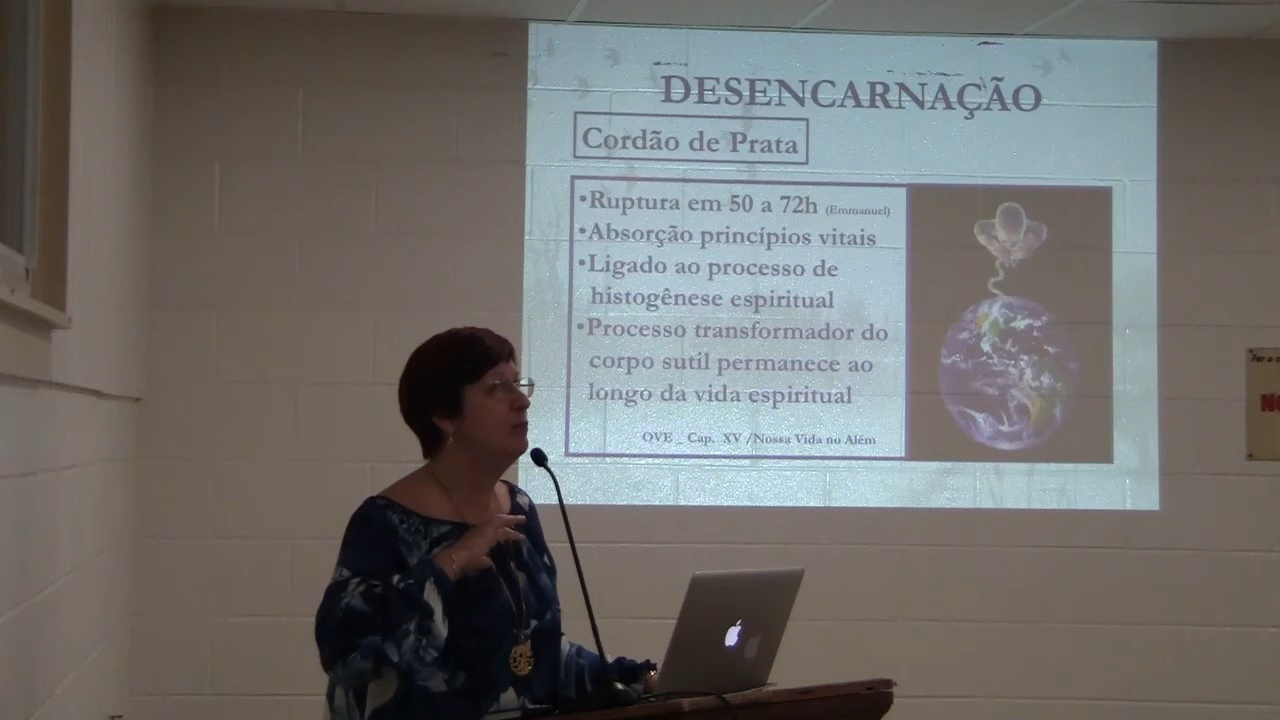 DESENCARNAÇÃO
Cordão de Prata
•Ruptura em 50 a 72h (Emmanuel)
•Absorção princípios vitais
•Ligado ao processo de
histogênese espiritual
•Processo transformador do
corpo sutil permanece ao
longo da vida espiritual
OVE _ Cap. XV /Nossa Vida no Além